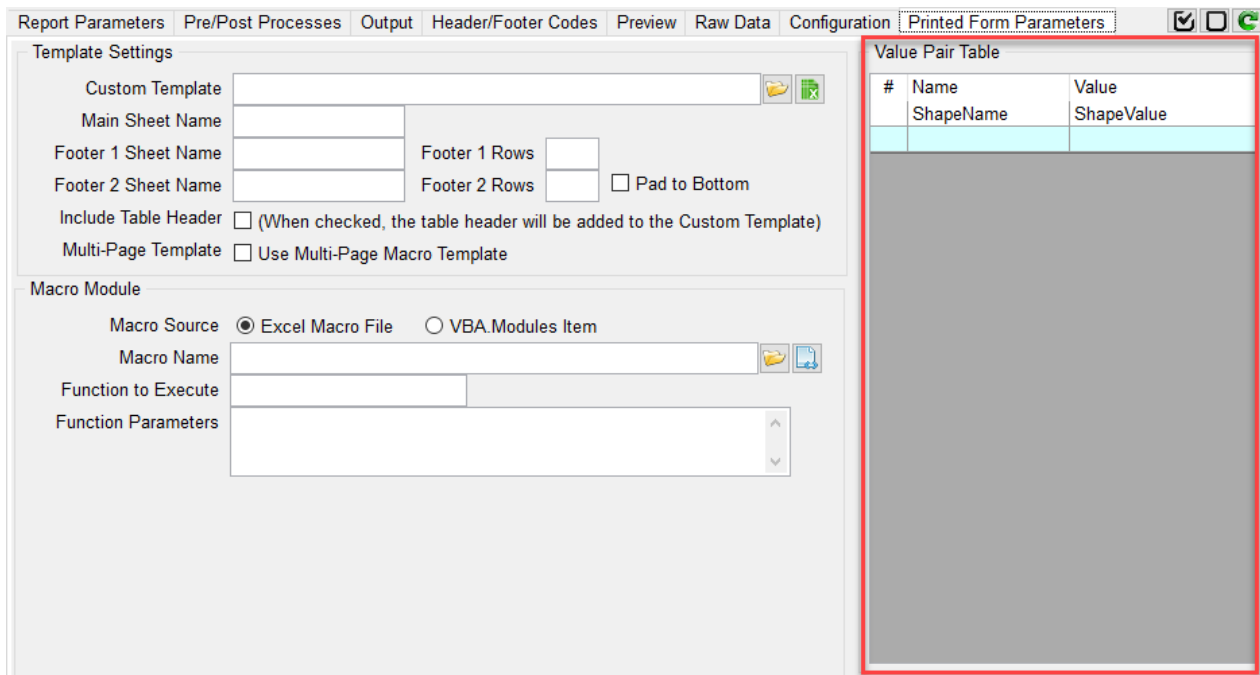 Report Parameters Pre/Post Processes Output Header/Footer Codes Preview Raw Data Configuration Printed Form Parameters
Template Settings
Custom Template
Main Sheet Name
Footer 1 Sheet Name Footer 1 Rows
Footer 2 Sheet Name Footer 2 Rows Pad to Bottom
Include Table Header (When checked, the table header will be added to the Custom Template)
Multi-Page Template Use Multi-Page Macro Template
Macro Module
Macro Source Excel Macro File VBA.Modules Item
Macro Name
Function to Execute
Function Parameters
Value Pair Table
# Name Value
ShapeName ShapeValue